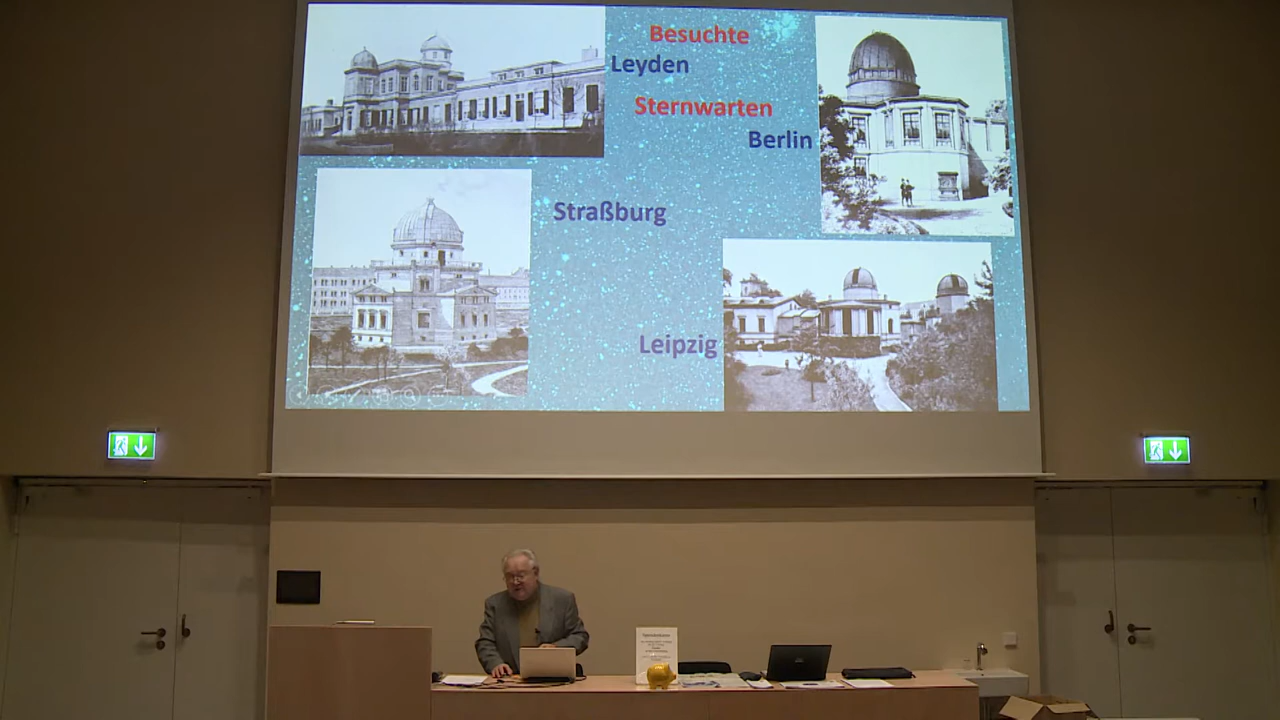 Besuchte
Leyden
Sternwarten
Berlin
Straßburg
Leipzig